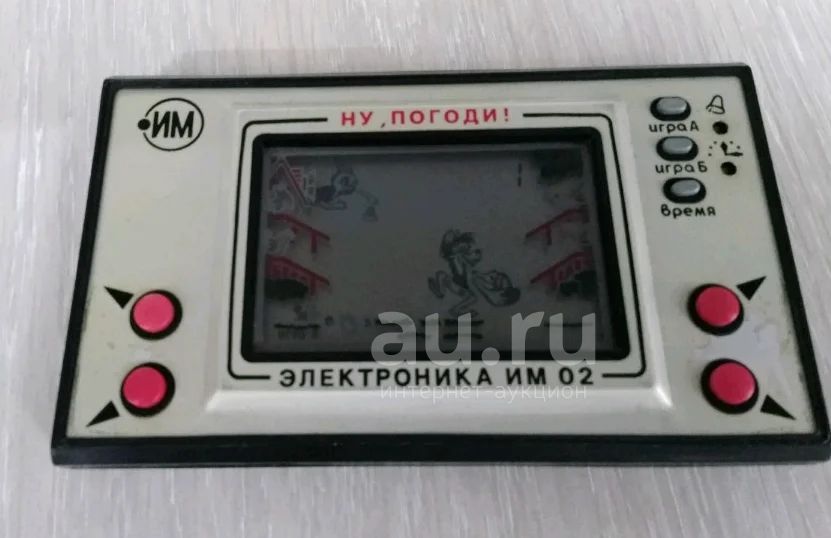 ИМ
НУ, ПОГОДИ!
игра А
игра Б
время
ЭЛЕКТРОНИКА ИМ 02
au.ru
интернет-аукцион